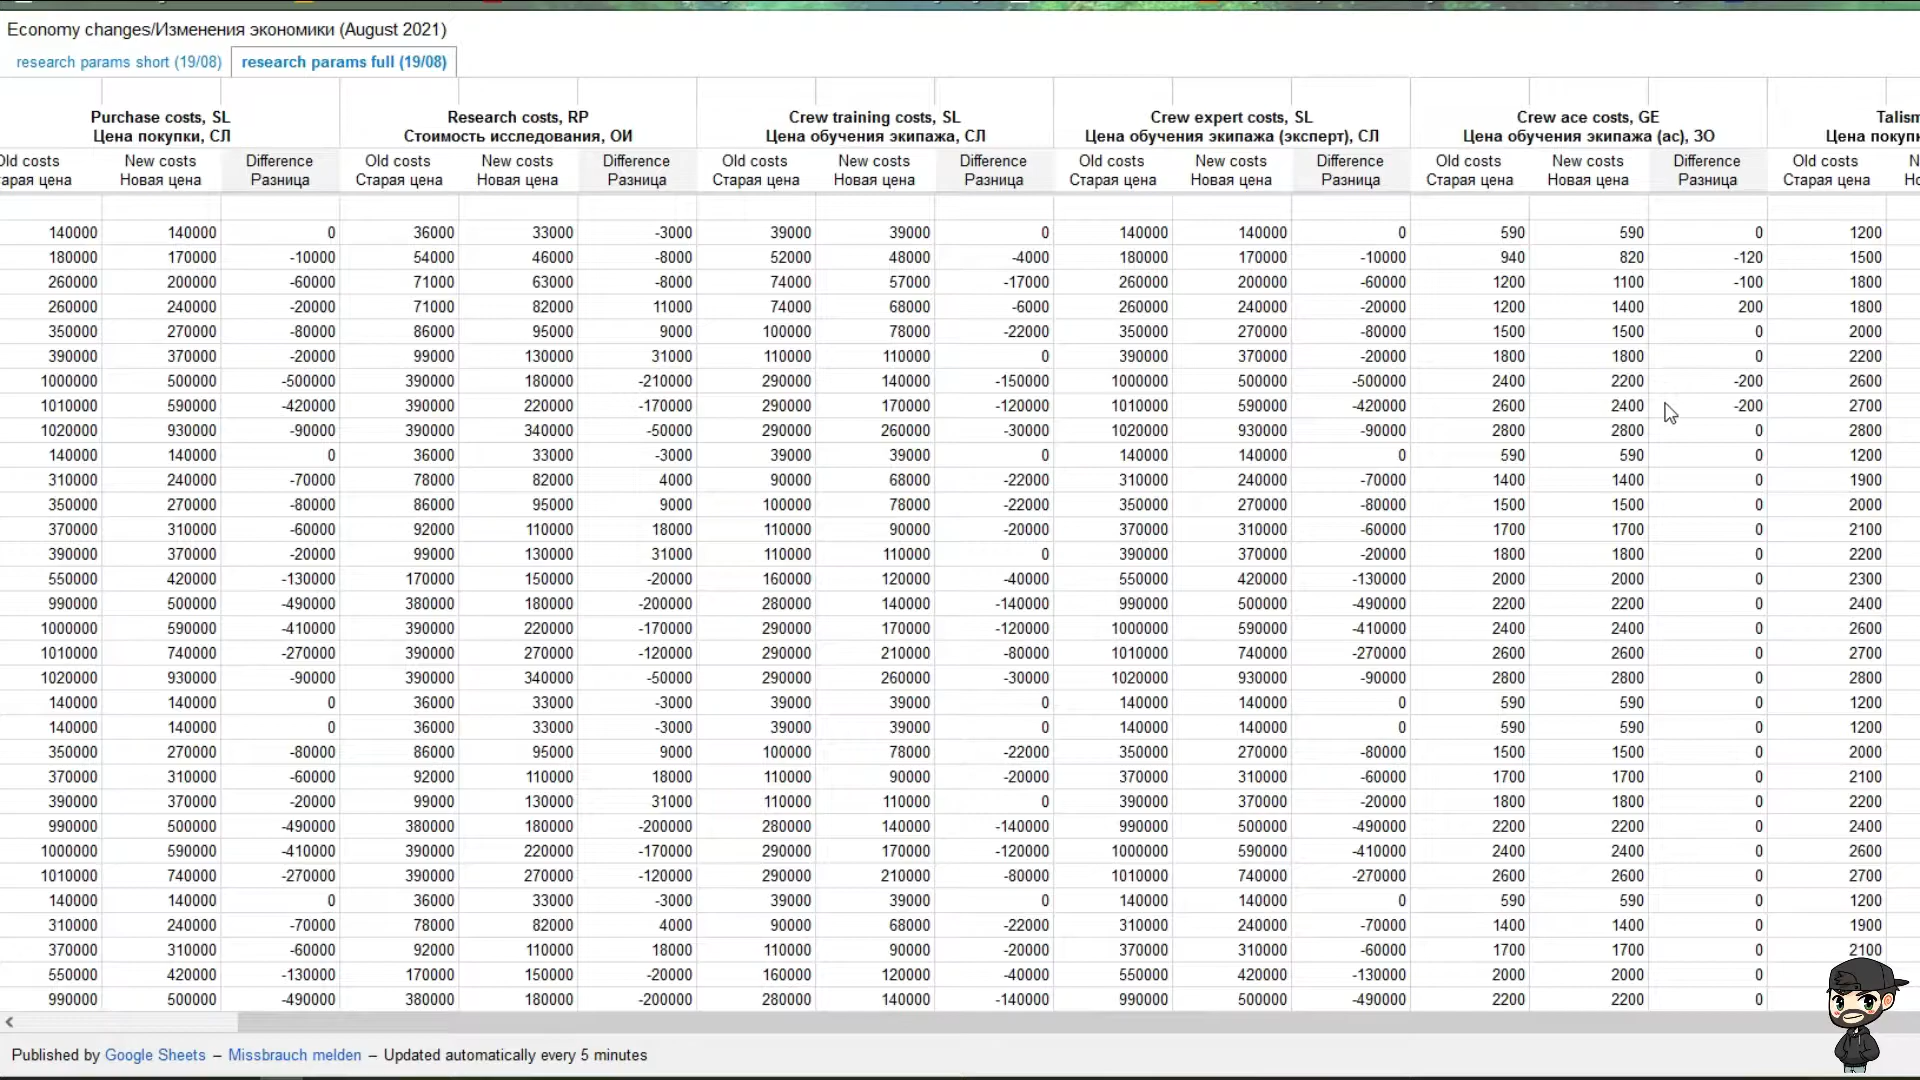 Economy changes/Изменения экономики (August 2021)
research params short (19/08) research params full (19/08)
Purchase costs, SL Research costs, RP Crew training costs, SL Crew expert costs, SL Crew ace costs, GE
Цена покупки, СЛ Стоимость исследования, ОИ Цена обучения экипажа, СЛ Цена обучения экипажа (эксперт), СЛ Цена обучения экипажа (ас), ЗО
Old costs New costs Difference Old costs New costs Difference Old costs New costs Difference Old costs New costs Difference Old costs New costs Difference Old costs
цена Новая цена Разница Старая цена Новая цена Разница Старая цена Новая цена Разница Старая цена Новая цена Разница Старая цена Новая цена Разница Старая цена
140000 140000 0 36000 33000 -3000 39000 39000 0 140000 140000 0 590 590 0 1200
180000 170000 -10000 54000 46000 -8000 52000 48000 -4000 180000 170000 -10000 940 820 -120 1500
260000 200000 -60000 71000 63000 -8000 74000 57000 -17000 260000 200000 -60000 1200 1100 -100 1800
260000 240000 -20000 71000 82000 11000 74000 68000 -6000 260000 240000 -20000 1200 1400 200 1800
350000 270000 -80000 86000 95000 9000 100000 78000 -22000 350000 270000 -80000 1500 1500 0 2000
390000 370000 -20000 99000 130000 31000 110000 110000 0 390000 370000 -20000 1800 1800 0 2200
1000000 500000 -500000 390000 180000 -210000 290000 140000 -150000 1000000 500000 -500000 2400 2200 -200 2600
1010000 590000 -420000 390000 220000 -170000 290000 170000 -120000 1010000 590000 -420000 2600 2400 -200 2700
1020000 930000 -90000 390000 340000 -50000 290000 260000 -30000 1020000 930000 -90000 2800 2800 0 2800
140000 140000 0 36000 33000 -3000 39000 39000 0 140000 140000 0 590 590 0 1200
310000 240000 -70000 78000 82000 4000 90000 68000 -22000 310000 240000 -70000 1400 1400 0 1900
350000 270000 -80000 86000 95000 9000 100000 78000 -22000 350000 270000 -80000 1500 1500 0 2000
370000 310000 -60000 92000 110000 18000 110000 90000 -20000 370000 310000 -60000 1700 1700 0 2100
390000 370000 -20000 99000 130000 31000 110000 110000 0 390000 370000 -20000 1800 1800 0 2200
550000 420000 -130000 170000 150000 -20000 160000 120000 -40000 550000 420000 -130000 2000 2000 0 2300
990000 500000 -490000 380000 180000 -200000 280000 140000 -140000 990000 500000 -490000 2200 2200 0 2400
1000000 590000 -410000 390000 220000 -170000 290000 170000 -120000 1000000 590000 -410000 2400 2400 0 2600
1010000 740000 -270000 390000 270000 -120000 290000 210000 -80000 1010000 740000 -270000 2600 2600 0 2700
1020000 930000 -90000 390000 340000 -50000 290000 260000 -30000 1020000 930000 -90000 2800 2800 0 2800
140000 140000 0 36000 33000 -3000 39000 39000 0 140000 140000 0 590 590 0 1200
140000 140000 0 36000 33000 -3000 39000 39000 0 140000 140000 0 590 590 0 1200
350000 270000 -80000 86000 95000 9000 100000 78000 -22000 350000 270000 -80000 1500 1500 0 2000
370000 310000 -60000 92000 110000 18000 110000 90000 -20000 370000 310000 -60000 1700 1700 0 2100
390000 370000 -20000 99000 130000 31000 110000 110000 0 390000 370000 -20000 1800 1800 0 2200
990000 500000 -490000 380000 180000 -200000 280000 140000 -140000 990000 500000 -490000 2200 2200 0 2400
1000000 590000 -410000 390000 220000 -170000 290000 170000 -120000 1000000 590000 -410000 2400 2400 0 2600
1010000 740000 -270000 390000 270000 -120000 290000 210000 -80000 1010000 740000 -270000 2600 2600 0 2700
140000 140000 0 36000 33000 -3000 39000 39000 0 140000 140000 0 590 590 0 1200
310000 240000 -70000 78000 82000 4000 90000 68000 -22000 310000 240000 -70000 1400 1400 0 1900
370000 310000 -60000 92000 110000 18000 110000 90000 -20000 370000 310000 -60000 1700 1700 0 2100
550000 420000 -130000 170000 150000 -20000 160000 120000 -40000 550000 420000 -130000 2000 2000 0 2300
990000 500000 -490000 380000 180000 -200000 280000 140000 -140000 990000 500000 -490000 2200 2200 0
Published by Google Sheets – Missbrauch melden – Updated automatically every 5 minutes